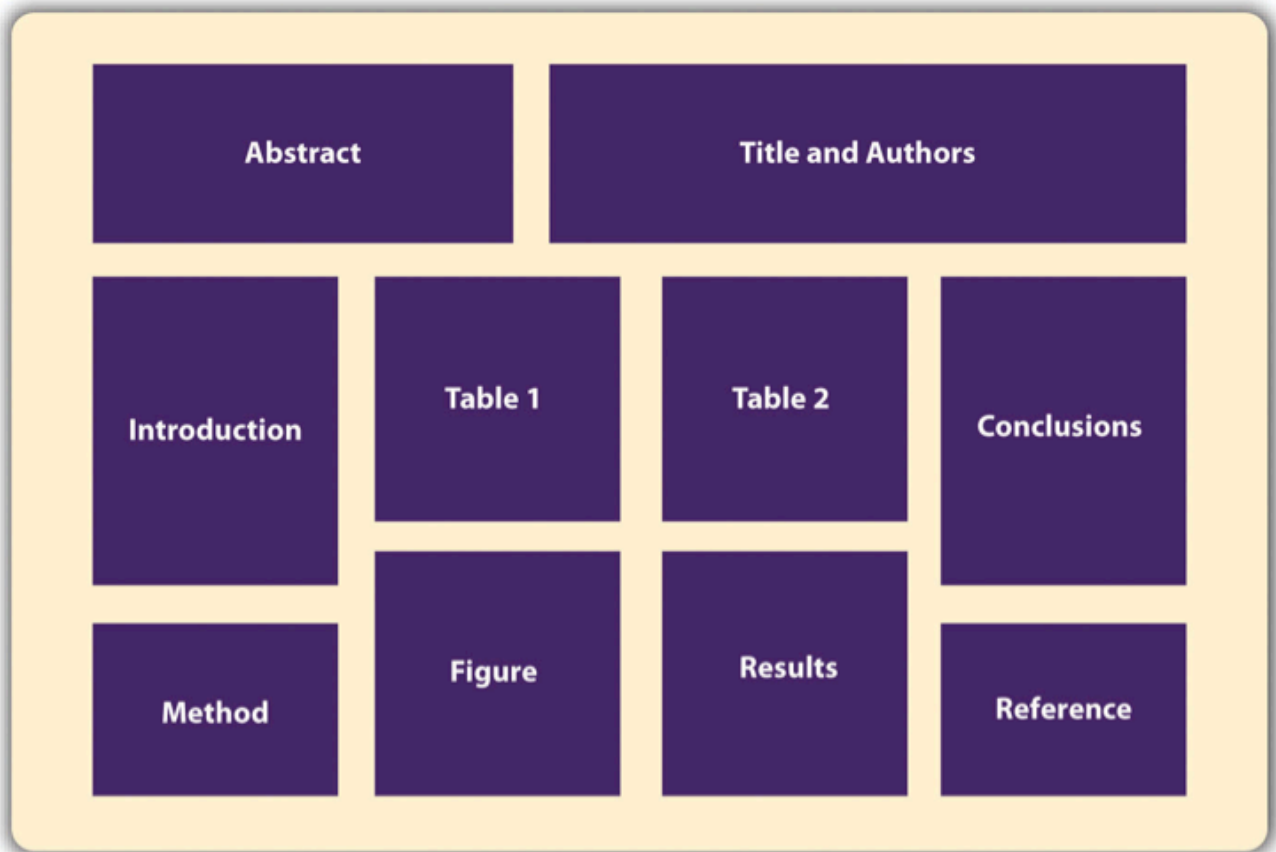 Abstract
Title and Authors
Introduction
Table 1
Table 2
Conclusions
Method
Figure
Results
Reference